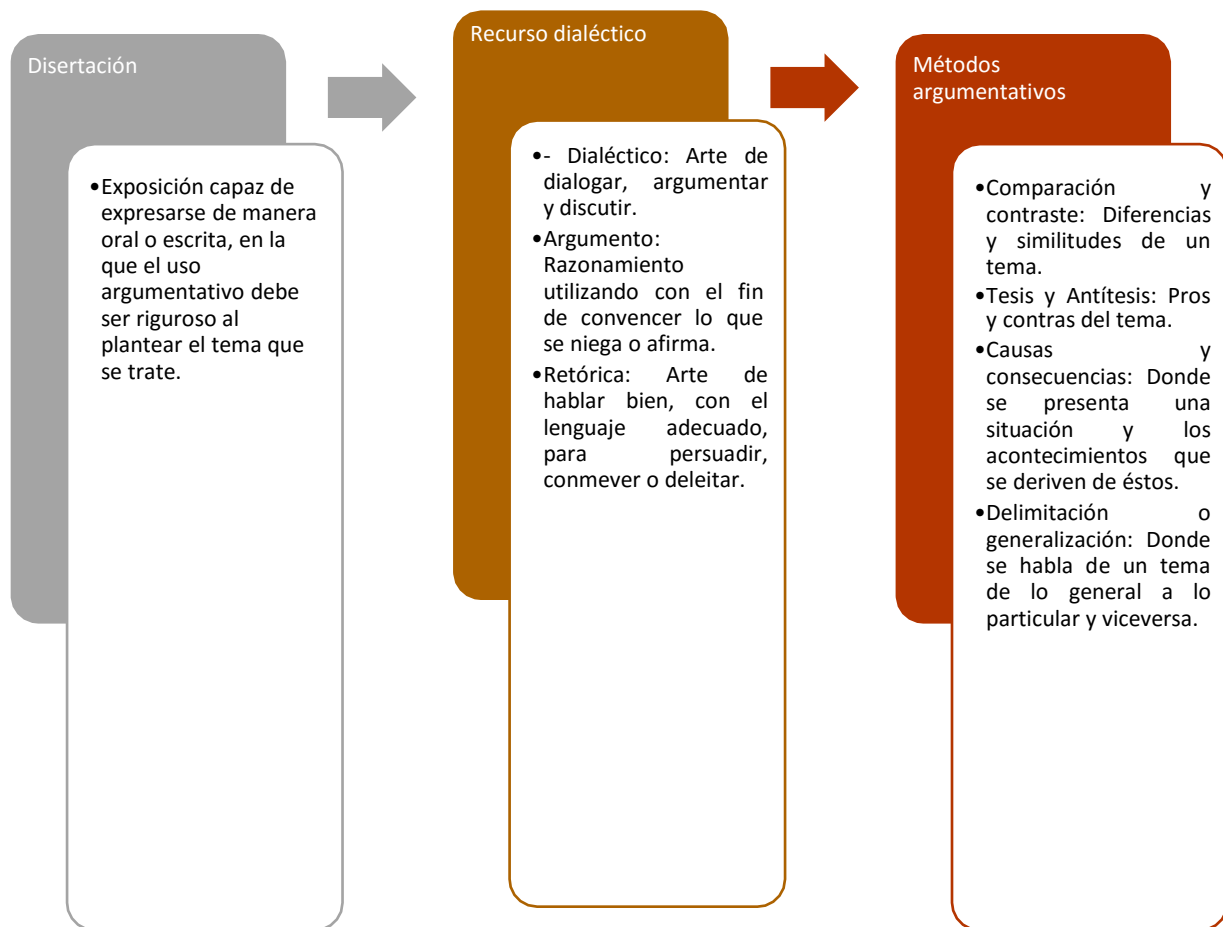 Disertación
•Exposición capaz de
expresarse de manera
oral o escrita, en la
que el uso
argumentativo debe
ser riguroso al
plantear el tema que
se trate.
Recurso dialéctico
•- Dialéctico: Arte de
dialogar, argumentar
y discutir.
•Argumento:
Razonamiento
utilizando con el fin
de convencer lo que
se niega o afirma.
•Retórica: Arte de
hablar bien, con el
lenguaje adecuado,
para persuadir,
conmever o deleitar.
Métodos
argumentativos
•Comparación y
contraste: Diferencias
y similitudes de un
tema.
•Tesis y Antítesis: Pros
y contras del tema.
•Causas y
consecuencias: Donde
se presenta una
situación y los
acontecimientos que
se deriven de éstos.
•Delimitación o
generalización: Donde
se habla de un tema
de lo general a lo
particular y viceversa.